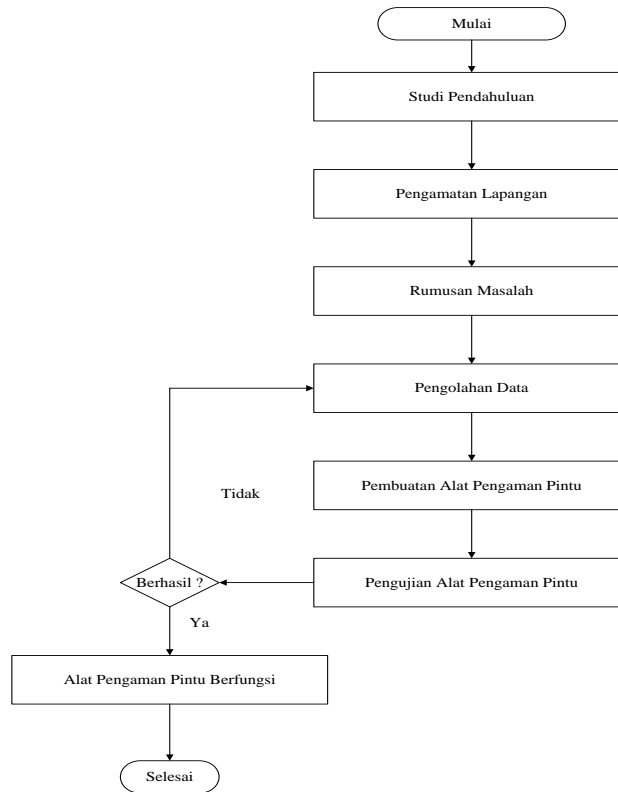 Mulai
Studi Pendahuluan
Pengamatan Lapangan
Rumusan Masalah
Pengolahan Data
Pembuatan Alat Pengaman Pintu
Tidak
Pengujian Alat Pengaman Pintu
Berhasil ?
Ya
Alat Pengaman Pintu Berfungsi
Selesai